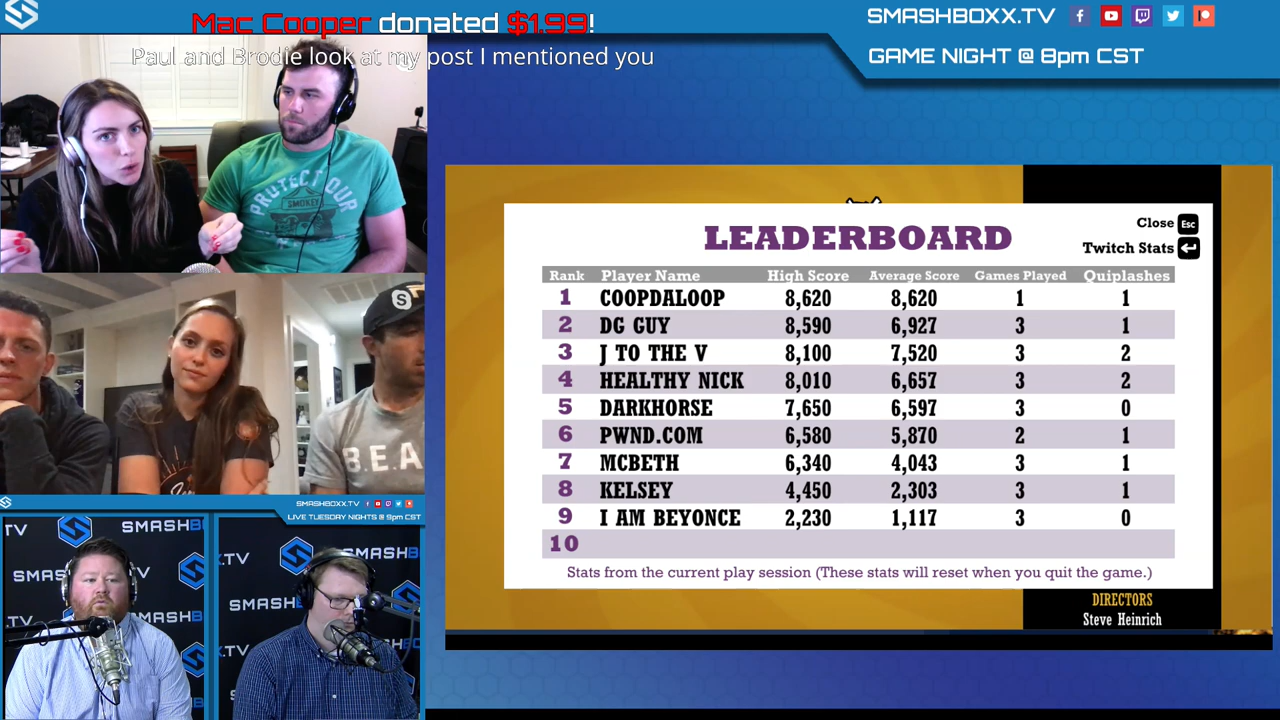 Mac Cooper donated $1.99!
Paul and Brodie look at my post I mentioned you
SMASHBOXX.TV
GAME NIGHT @ 8pm CST
PROTECT OUR
SMOKEY
B.E.A
LEADERBOARD
Close Esc
Twitch Stats
Rank Player Name High Score Average Score Games Played Quiplashes
1 COOPDALOOP 8,620 8,620 1 1
2 DG GUY 8,590 6,927 3 1
3 J TO THE V 8,100 7,520 3 2
4 HEALTHY NICK 8,010 6,657 3 2
5 DARKHORSE 7,650 6,597 3 0
6 PWND.COM 6,580 5,870 2 1
7 MCBETH 6,340 4,043 3 1
8 KELSEY 4,450 2,303 3 1
9 I AM BEYONCE 2,230 1,117 3 0
10
Stats from the current play session (These stats will reset when you quit the game.)
DIRECTORS
Steve Heinrich
SMASHBOXX.TV
LIVE TUESDAY NIGHTS @ 9pm CST
TV
SMASHB
.TV
SMASHB
SMAS
SMASHB